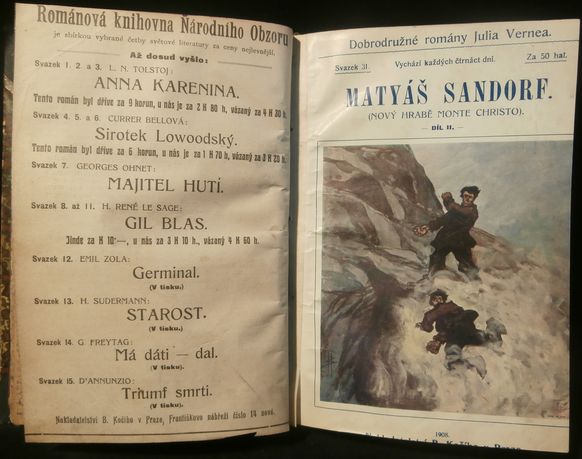 Románová knihovna Národního Obzoru
je sbírkou vybrané četby světové literatury za ceny nejlevnější.
Až dosud vyšlo:
Svazek 1. 2. a 3. L. N. TOLSTOJ:
ANNA KARENINA.
Tento román byl dříve za 9 korun, u nás je za 2 K 80 h, vázaný za 4 K 20 h.
Svazek 4. 5. a 6. CURRER BELLOVÁ:
Sirotek Lowoodský.
Tento román byl dříve za 6 korun, u nás je za 1 K 70 h, vázaný za 3 K 20 h.
Svazek 7. GEORGES OHNET:
MAJITEL HUTÍ.
Svazek 8. až 11. H. RENÉ LE SAGE:
GIL BLAS.
Jinde za K 10·—, u nás za 3 K 10 h, vázaný 4 K 60 h.
Svazek 12. EMIL ZOLA:
Germinal.
(V tisku.)
Svazek 13. H. SUDERMANN:
STAROST.
(V tisku.)
Svazek 14. G FREYTAG:
Má dáti — dal.
(V tisku).
Svazek 15. D'ANNUNZIO:
Triumf smrti.
(V tisku.)
Nakladatelství B. Kočího v Praze, Františkovo nábřeží číslo 14 nové.
Dobrodružné romány Julia Vernea.
Svazek 31.
Vychází každých čtrnáct dní.
Za 50 hal.
MATYÁŠ SANDORF.
(NOVÝ HRABĚ MONTE CHRISTO).
DÍL II.
1908.